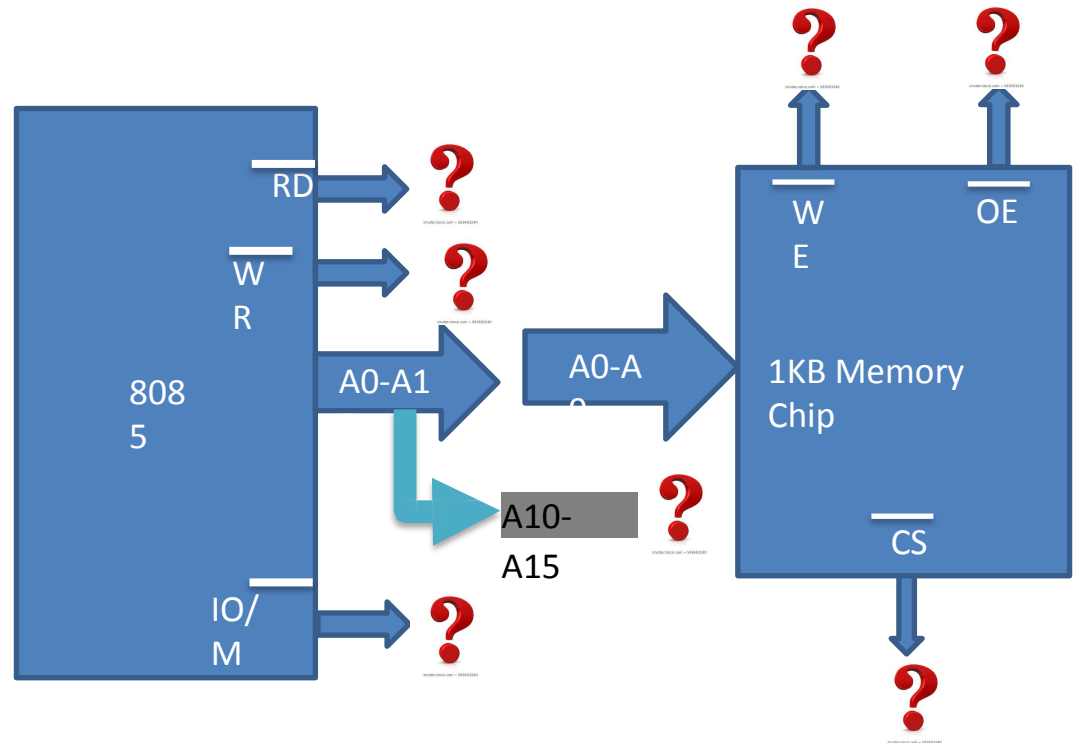 RD
W
R
A0-A1
808
5
A10-
A15
IO/
M
A0-A
W
E
OE
1KB Memory
Chip
CS